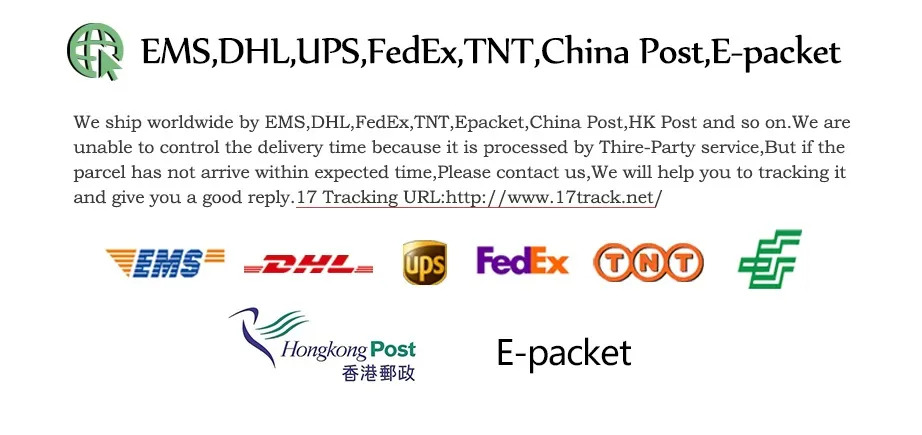 EMS,DHL,UPS,FedEx,TNT,China Post,E-packet
We ship worldwide by EMS,DHL,FedEx,TNT,Epacket,China Post,HK Post and so on.We are
unable to control the delivery time because it is processed by Thire-Party service,But if the
parcel has not arrive within expected time,Please contact us,We will help you to tracking it
and give you a good reply.17 Tracking URL:http://www.17track.net/
EMS DHL ups FedEx TNT
Hongkong Post E-packet
香港郵政